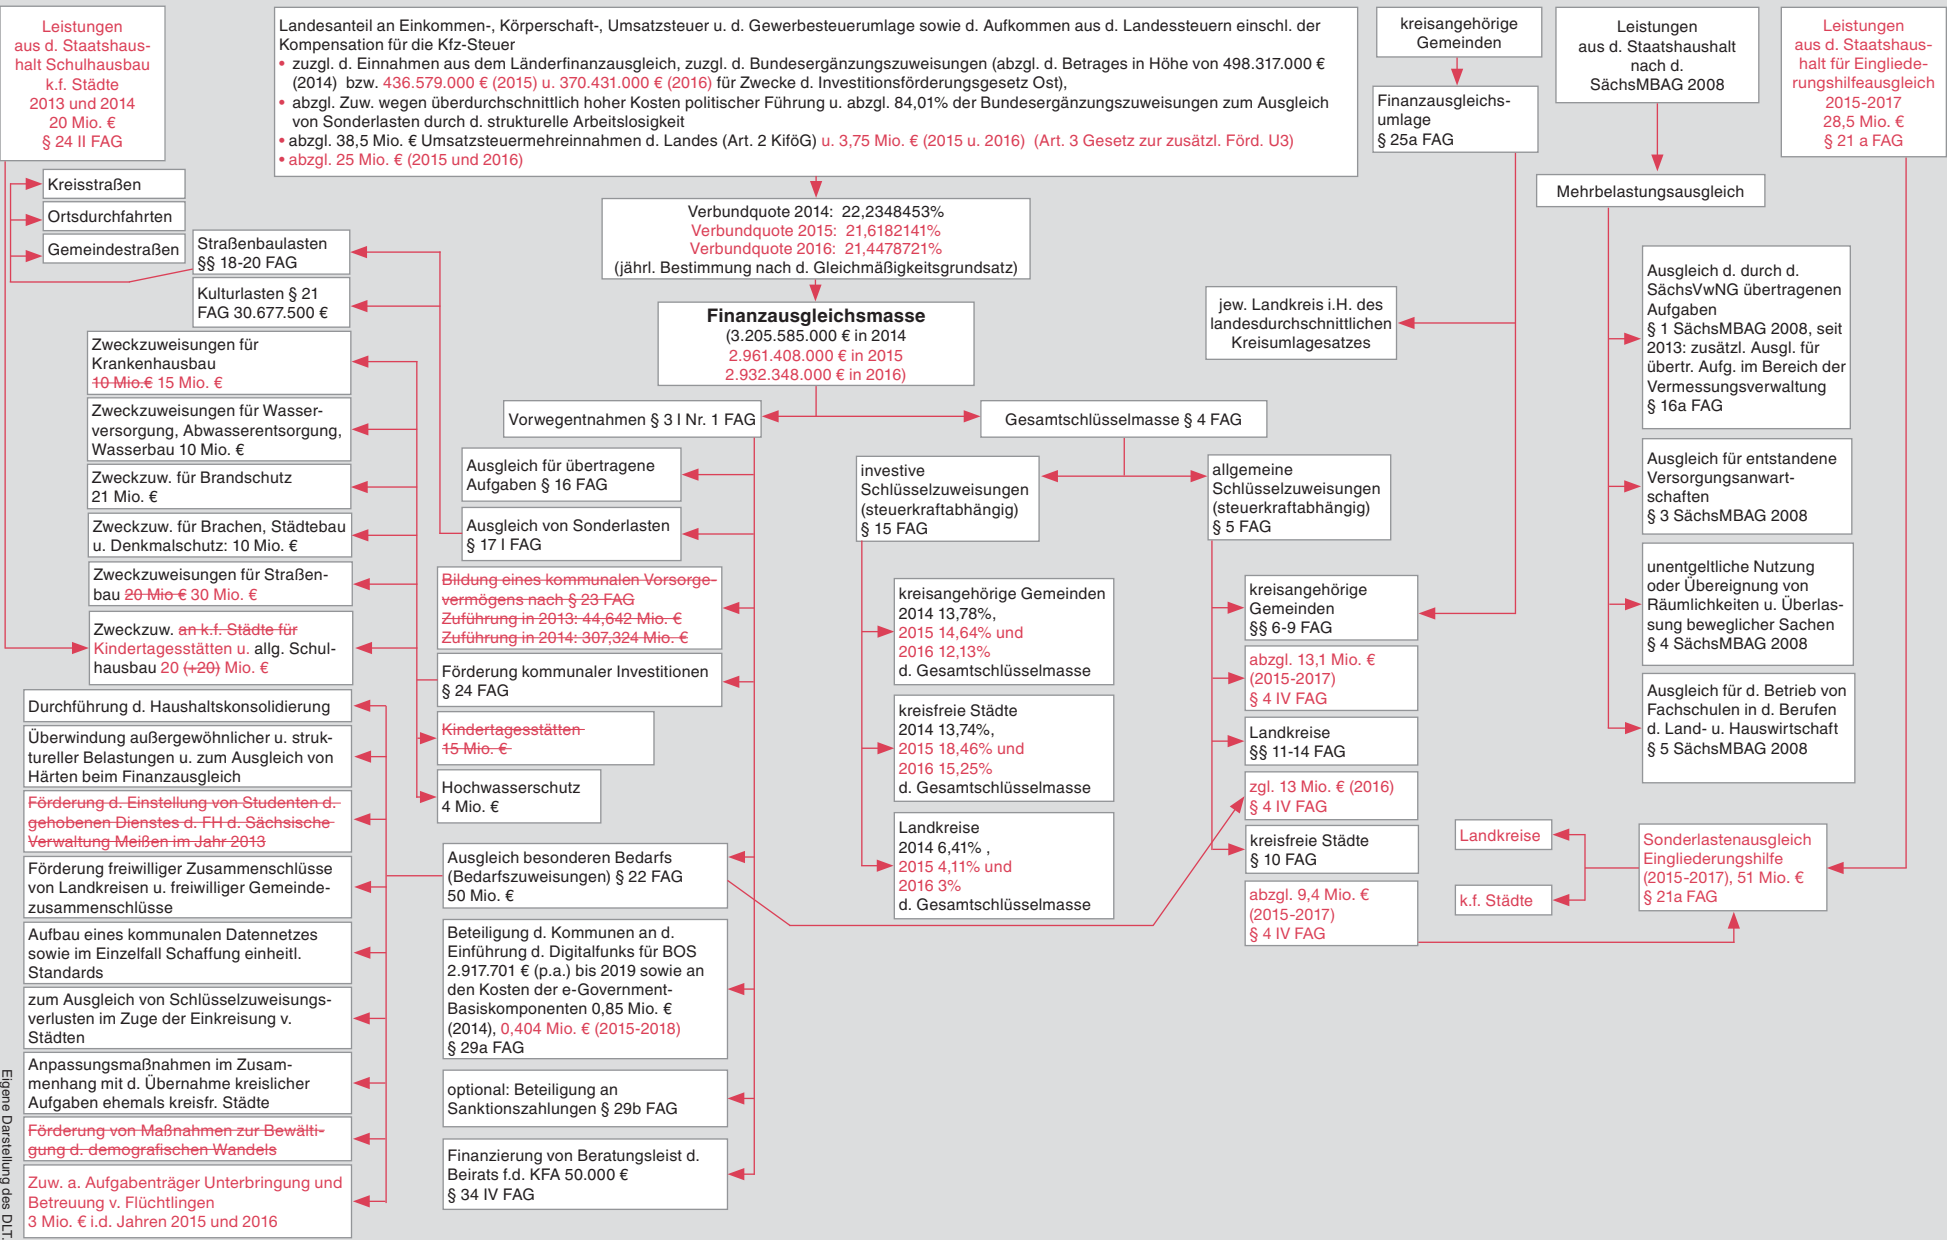 Leistungen
aus d. Staatshaus-
halt Schulhausbau
k.f. Städte
2013 und 2014
20 Mio. €
§ 24 II FAG
Landesanteil an Einkommen-, Körperschaft-, Umsatzsteuer u. d. Gewerbesteuerumlage sowie d. Aufkommen aus d. Landessteuern einschl. der
Kompensation für die Kfz-Steuer
• zuzgl. d. Einnahmen aus dem Länderfinanzausgleich, zuzgl. d. Bundesergänzungszuweisungen (abzgl. d. Betrages in Höhe von 498.317.000 €
(2014) bzw. 436.579.000 € (2015) u. 370.431.000 € (2016) für Zwecke d. Investitionsförderungsgesetz Ost),
• abzgl. Zuw. wegen überdurchschnittlich hoher Kosten politischer Führung u. abzgl. 84,01% der Bundesergänzungszuweisungen zum Ausgleich
von Sonderlasten durch d. strukturelle Arbeitslosigkeit
• abzgl. 38,5 Mio. € Umsatzsteuermehreinnahmen d. Landes (Art. 2 KiföG) u. 3,75 Mio. € (2015 u. 2016) (Art. 3 Gesetz zur zusätzl. Förd. U3)
• abzgl. 25 Mio. € (2015 und 2016)
kreisangehörige
Gemeinden
Finanzausgleichs-
umlage
§ 25a FAG
Leistungen
aus d. Staatshaushalt
nach d.
SächsMBAG 2008
Leistungen
aus d. Staatshaus-
halt für Eingliede-
rungshilfeausgleich
2015-2017
28,5 Mio. €
§ 21 a FAG
Mehrbelastungsausgleich
Kreisstraßen
Ortsdurchfahrten
Gemeindestraßen
Straßenbaulasten
§§ 18-20 FAG
Kulturlasten § 21
FAG 30.677.500 €
Verbundquote 2014: 22,2348453%
Verbundquote 2015: 21,6182141%
Verbundquote 2016: 21,4478721%
(jährl. Bestimmung nach d. Gleichmäßigkeitsgrundsatz)
Finanzausgleichsmasse
(3.205.585.000 € in 2014
2.961.408.000 € in 2015
2.932.348.000 € in 2016)
jew. Landkreis i.H. des
landesdurchschnittlichen
Kreisumlagesatzes
Vorwegentnahmen § 3 I Nr. 1 FAG
Gesamtschlüsselmasse § 4 FAG
Zweckzuweisungen für
Krankenhausbau
10 Mio.€ 15 Mio. €
Zweckzuweisungen für Wasser-
versorgung, Abwasserentsorgung,
Wasserbau 10 Mio. €
Zweckzuw. für Brandschutz
21 Mio. €
Zweckzuw. für Brachen, Städtebau
u. Denkmalschutz: 10 Mio. €
Zweckzuweisungen für Straßen-
bau 20 Mio € 30 Mio. €
Zweckzuw. an k.f. Städte für
Kindertagesstätten u. allg. Schul-
hausbau 20 (+20) Mio. €
Ausgleich für übertragene
Aufgaben § 16 FAG
Ausgleich von Sonderlasten
§ 17 I FAG
Bildung eines kommunalen Vorsorge-
vermögens nach § 23 FAG
Zuführung in 2013: 44,642 Mio. €
Zuführung in 2014: 307,324 Mio. €
Förderung kommunaler Investitionen
§ 24 FAG
Kindertagesstätten
15 Mio. €
Hochwasserschutz
4 Mio. €
Ausgleich besonderen Bedarfs
(Bedarfszuweisungen) § 22 FAG
50 Mio. €
Beteiligung d. Kommunen an d.
Einführung d. Digitalfunks für BOS
2.917.701 € (p.a.) bis 2019 sowie an
den Kosten der e-Government-
Basiskomponenten 0,85 Mio. €
(2014), 0,404 Mio. € (2015-2018)
§ 29a FAG
optional: Beteiligung an
Sanktionszahlungen § 29b FAG
Finanzierung von Beratungsleist d.
Beirats f.d. KFA 50.000 €
§ 34 IV FAG
Durchführung d. Haushaltskonsolidierung
Überwindung außergewöhnlicher u. struk-
tureller Belastungen u. zum Ausgleich von
Härten beim Finanzausgleich
Förderung d. Einstellung von Studenten d.
gehobenen Dienstes d. FH d. Sächsische
Verwaltung Meißen im Jahr 2013
Förderung freiwilliger Zusammenschlüsse
von Landkreisen u. freiwilliger Gemeinde-
zusammenschlüsse
Aufbau eines kommunalen Datennetzes
sowie im Einzelfall Schaffung einheitl.
Standards
zum Ausgleich von Schlüsselzuweisungs-
verlusten im Zuge der Einkreisung v.
Städten
Anpassungsmaßnahmen im Zusam-
menhang mit d. Übernahme kreislicher
Aufgaben ehemals kreisfr. Städte
Förderung von Maßnahmen zur Bewälti-
gung d. demografischen Wandels
Zuw. a. Aufgabenträger Unterbringung und
Betreuung v. Flüchtlingen
3 Mio. € i.d. Jahren 2015 und 2016
investive
Schlüsselzuweisungen
(steuerkraftabhängig)
§ 15 FAG
kreisangehörige Gemeinden
2014 13,78%,
2015 14,64% und
2016 12,13%
d. Gesamtschlüsselmasse
kreisfreie Städte
2014 13,74%,
2015 18,46% und
2016 15,25%
d. Gesamtschlüsselmasse
Landkreise
2014 6,41% ,
2015 4,11% und
2016 3%
d. Gesamtschlüsselmasse
allgemeine
Schlüsselzuweisungen
(steuerkraftabhängig)
§ 5 FAG
kreisangehörige
Gemeinden
§§ 6-9 FAG
abzgl. 13,1 Mio. €
(2015-2017)
§ 4 IV FAG
Landkreise
§§ 11-14 FAG
zgl. 13 Mio. € (2016)
§ 4 IV FAG
kreisfreie Städte
§ 10 FAG
abzgl. 9,4 Mio. €
(2015-2017)
§ 4 IV FAG
Ausgleich d. durch d.
SächsVwNG übertragenen
Aufgaben
§ 1 SächsMBAG 2008, seit
2013: zusätzl. Ausgl. für
übertr. Aufg. im Bereich der
Vermessungsverwaltung
§ 16a FAG
Ausgleich für entstandene
Versorgungsanwart-
schaften
§ 3 SächsMBAG 2008
unentgeltliche Nutzung
oder Übereignung von
Räumlichkeiten u. Überlas-
sung beweglicher Sachen
§ 4 SächsMBAG 2008
Ausgleich für d. Betrieb von
Fachschulen in d. Berufen
d. Land- u. Hauswirtschaft
§ 5 SächsMBAG 2008
Landkreise
k.f. Städte
Sonderlastenausgleich
Eingliederungshilfe
(2015-2017), 51 Mio. €
§ 21a FAG
Eigene Darstellung des DLT.